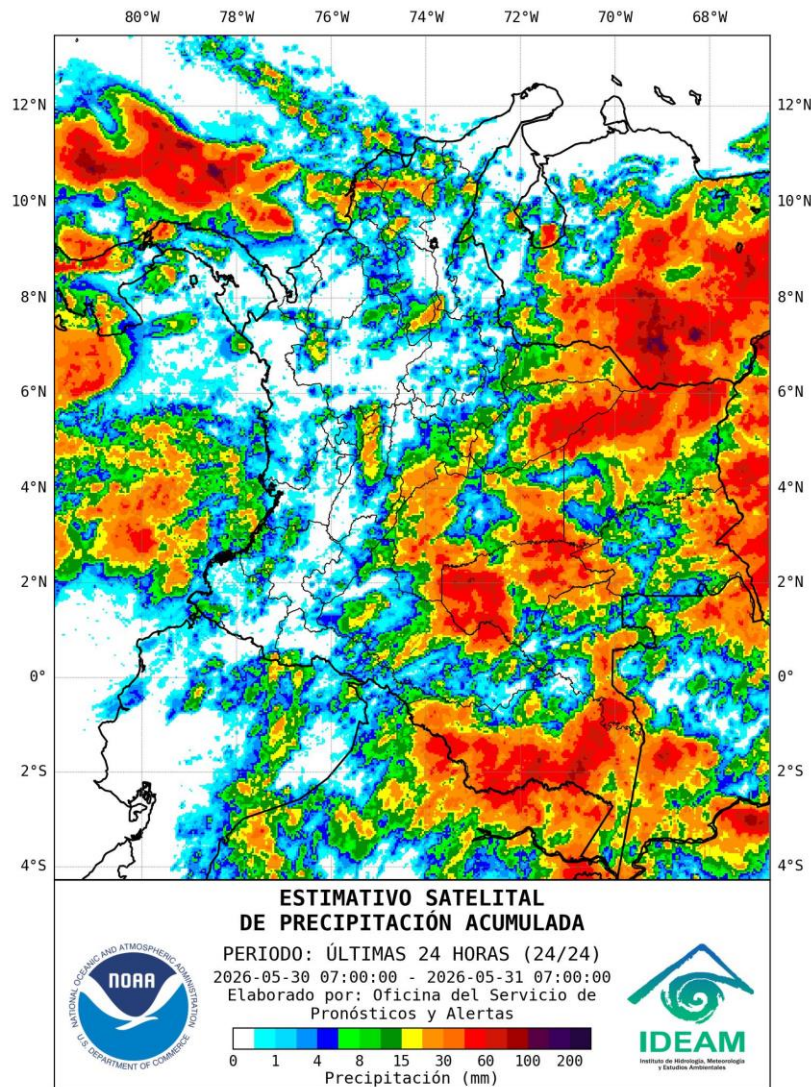 80°W 78°W 76°W 74°W 72°W 70°W 68°W
12°N 12°N
10°N 10°N
8°N 8°N
6°N 6°N
4°N 4°N
2°N 2°N
0° 0°
2°S 2°S
4°S 4°S
ESTIMATIVO SATELITAL
DE PRECIPITACIÓN ACUMULADA
PERIODO: ÚLTIMAS 24 HORAS (24/24)
2026-05-30 07:00:00 - 2026-05-31 07:00:00
Elaborado por: Oficina del Servicio de
Pronósticos y Alertas
0 1 4 8 15 30 60 100 200
Precipitación (mm)
NATIONAL OCEANIC AND ATMOSPHERIC ADMINISTRATION
NOAA
U.S. DEPARTMENT OF COMMERCE
IDEAM
Instituto de Hidrología, Meteorología
y Estudios Ambientales